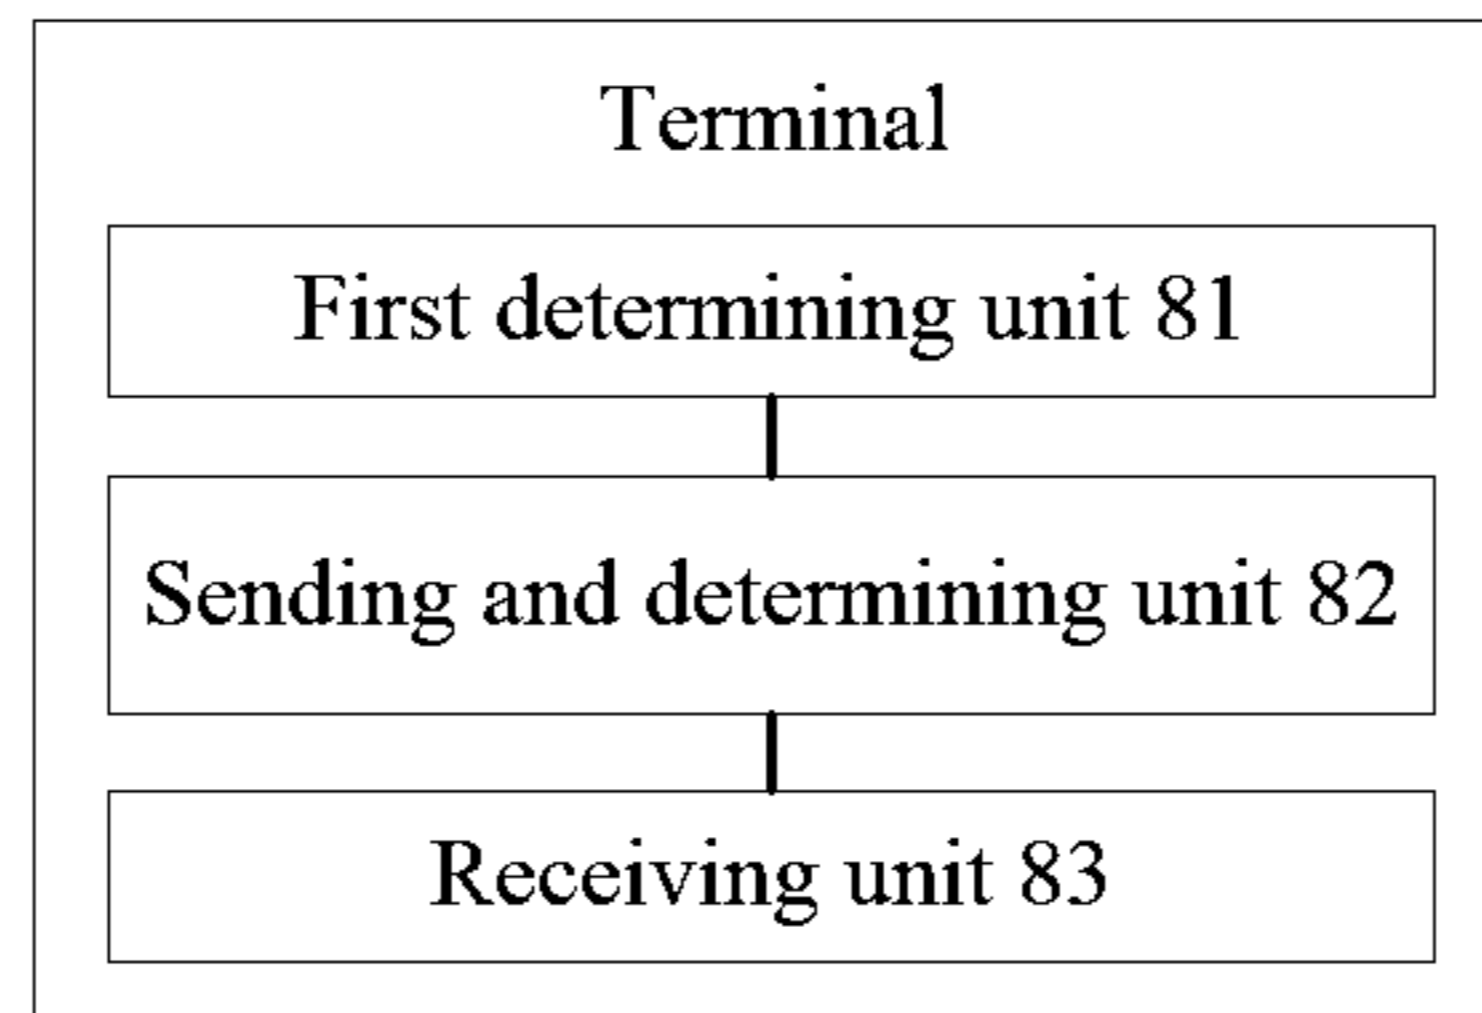 Terminal
First determining unit 81
Sending and determining unit 82
Receiving unit 83